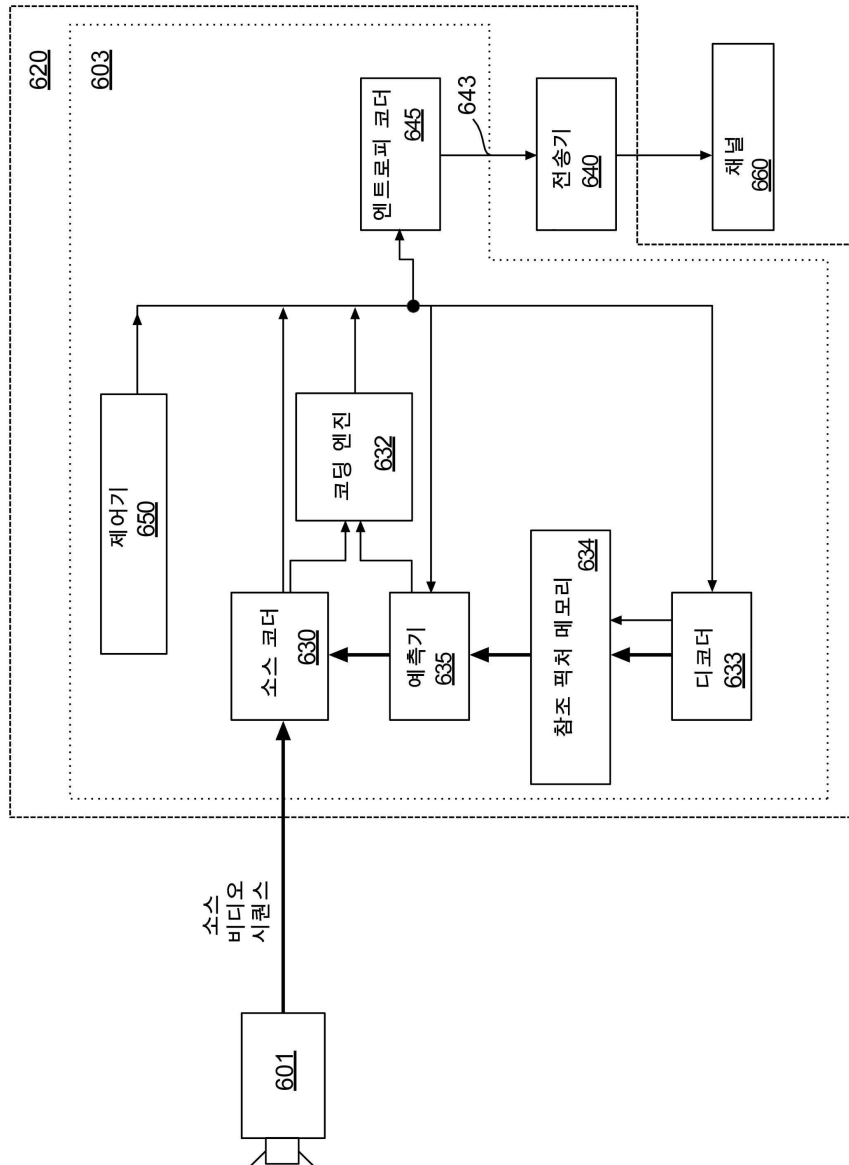 620
603
제어기
650
소스 코더
630
코딩 엔진
632
엔트로피 코더
645
643
예측기
635
참조 픽처 메모리
634
디코더
633
전송기
640
채널
660
소스
비디오
시퀀스
601